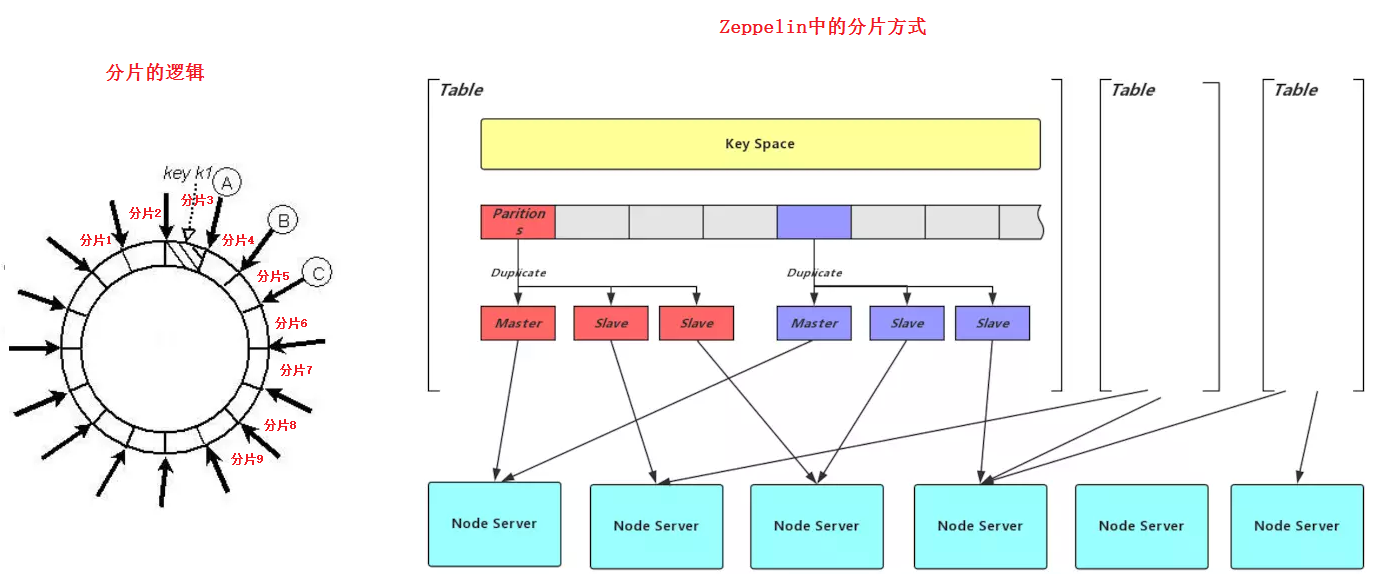 Zeppelin中的分片方式
分片的逻辑
key k1
A
B
C
分片1
分片2
分片3
分片4
分片5
分片6
分片7
分片8
分片9
Table
Table
Table
Key Space
Parition
s
Duplicate
Duplicate
Master
Slave
Slave
Master
Slave
Slave
Node Server
Node Server
Node Server
Node Server
Node Server
Node Server